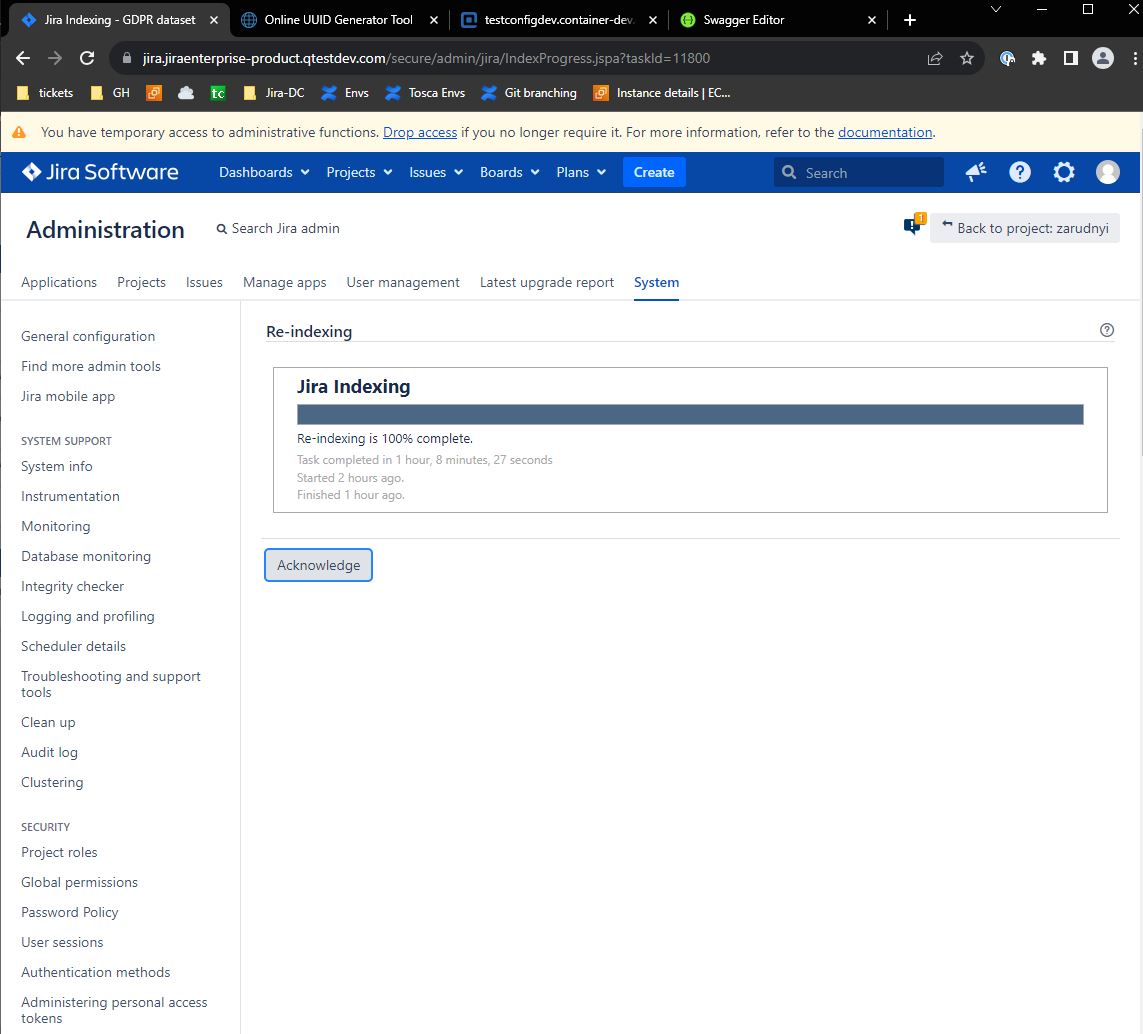 Jira Indexing - GDPR dataset
Online UUID Generator Tool
testconfigdev.container-dev.
Swagger Editor
jira.jiraenterprise-product.qtestdev.com/secure/admin/jira/IndexProgress.jspa?taskId=11800
tickets GH tc Jira-DC Envs Tosca Envs Git branching Instance details | EC...
You have temporary access to administrative functions. Drop access if you no longer require it. For more information, refer to the documentation.
Jira Software Dashboards Projects Issues Boards Plans Create Search
Administration Search Jira admin 1 Back to project: zarudnyi
Applications Projects Issues Manage apps User management Latest upgrade report System
General configuration
Find more admin tools
Jira mobile app
SYSTEM SUPPORT
System info
Instrumentation
Monitoring
Database monitoring
Integrity checker
Logging and profiling
Scheduler details
Troubleshooting and support
tools
Clean up
Audit log
Clustering
SECURITY
Project roles
Global permissions
Password Policy
User sessions
Authentication methods
Administering personal access
tokens
Re-indexing
Jira Indexing
Re-indexing is 100% complete.
Task completed in 1 hour, 8 minutes, 27 seconds
Started 2 hours ago.
Finished 1 hour ago.
Acknowledge